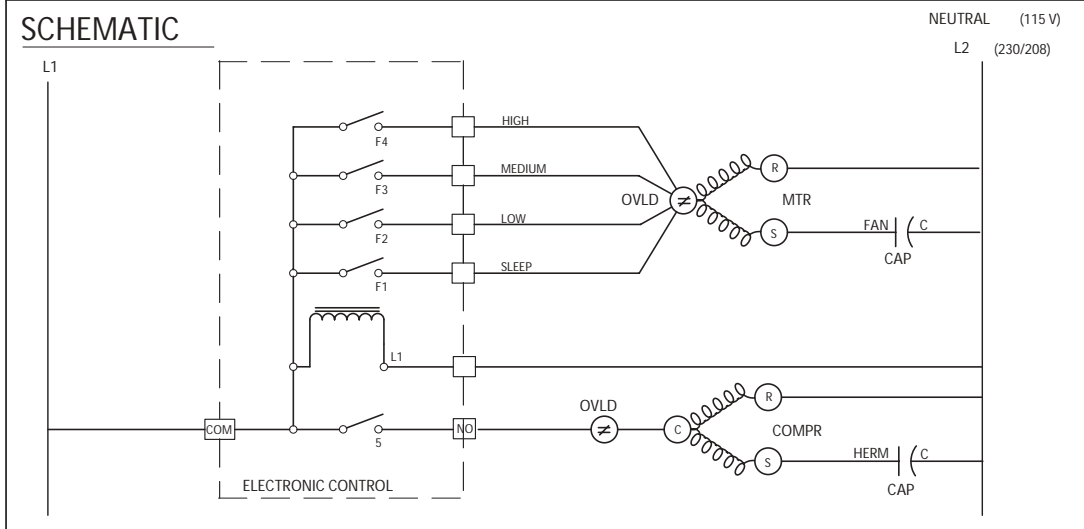 SCHEMATIC
NEUTRAL (115 V)
L2 (230/208)
L1
HIGH
F4
MEDIUM
F3
OVLD
R
MTR
LOW
F2
S
FAN
C
CAP
SLEEP
F1
L1
OVLD
R
COM
5
NO
C
COMPR
S
HERM
C
CAP
ELECTRONIC CONTROL